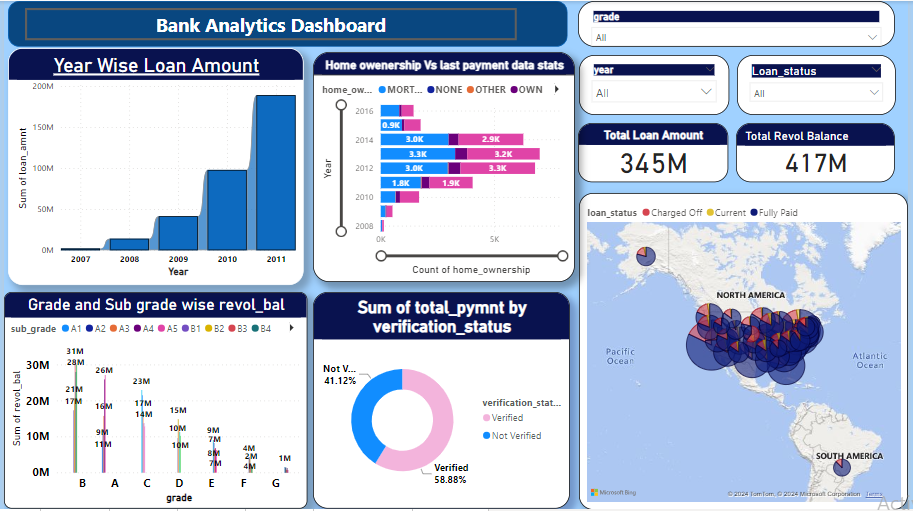 Bank Analytics Dashboard
grade
All
year
All
Loan_status
All
Total Loan Amount
345M
Total Revol Balance
417M
Year Wise Loan Amount
200M
150M
100M
50M
0M
Sum of loan_amnt
2007 2008 2009 2010 2011
Year
Home owenership Vs last payment data stats
home_ow... MORT... NONE OTHER OWN
2016
0.9K
2014 3.0K 2.9K
3.3K 3.2K
2012 3.0K 3.3K
1.8K 1.9K
2010
2008
Year
0K 5K
Count of home_ownership
loan_status Charged Off Current Fully Paid
NORTH AMERICA
Pacific
Ocean
Atlantic
Ocean
SOUTH AMERICA
Microsoft Bing
© 2024 TomTom, © 2024 Microsoft Corporation Terms
Grade and Sub grade wise revol_bal
sub_grade A1 A2 A3 A4 A5 B1 B2 B3 B4
30M
20M
10M
0M
Sum of revol_bal
31M
28M
21M
17M
26M
16M
9M
11M
23M
17M
14M
15M
10M
10M
9M
7M
8M
7M
4M
2M
4M
1M
B A C D E F G
grade
Sum of total_pymnt by
verification_status
Not V...
41.12%
Verified
58.88%
verification_stat...
Verified
Not Verified